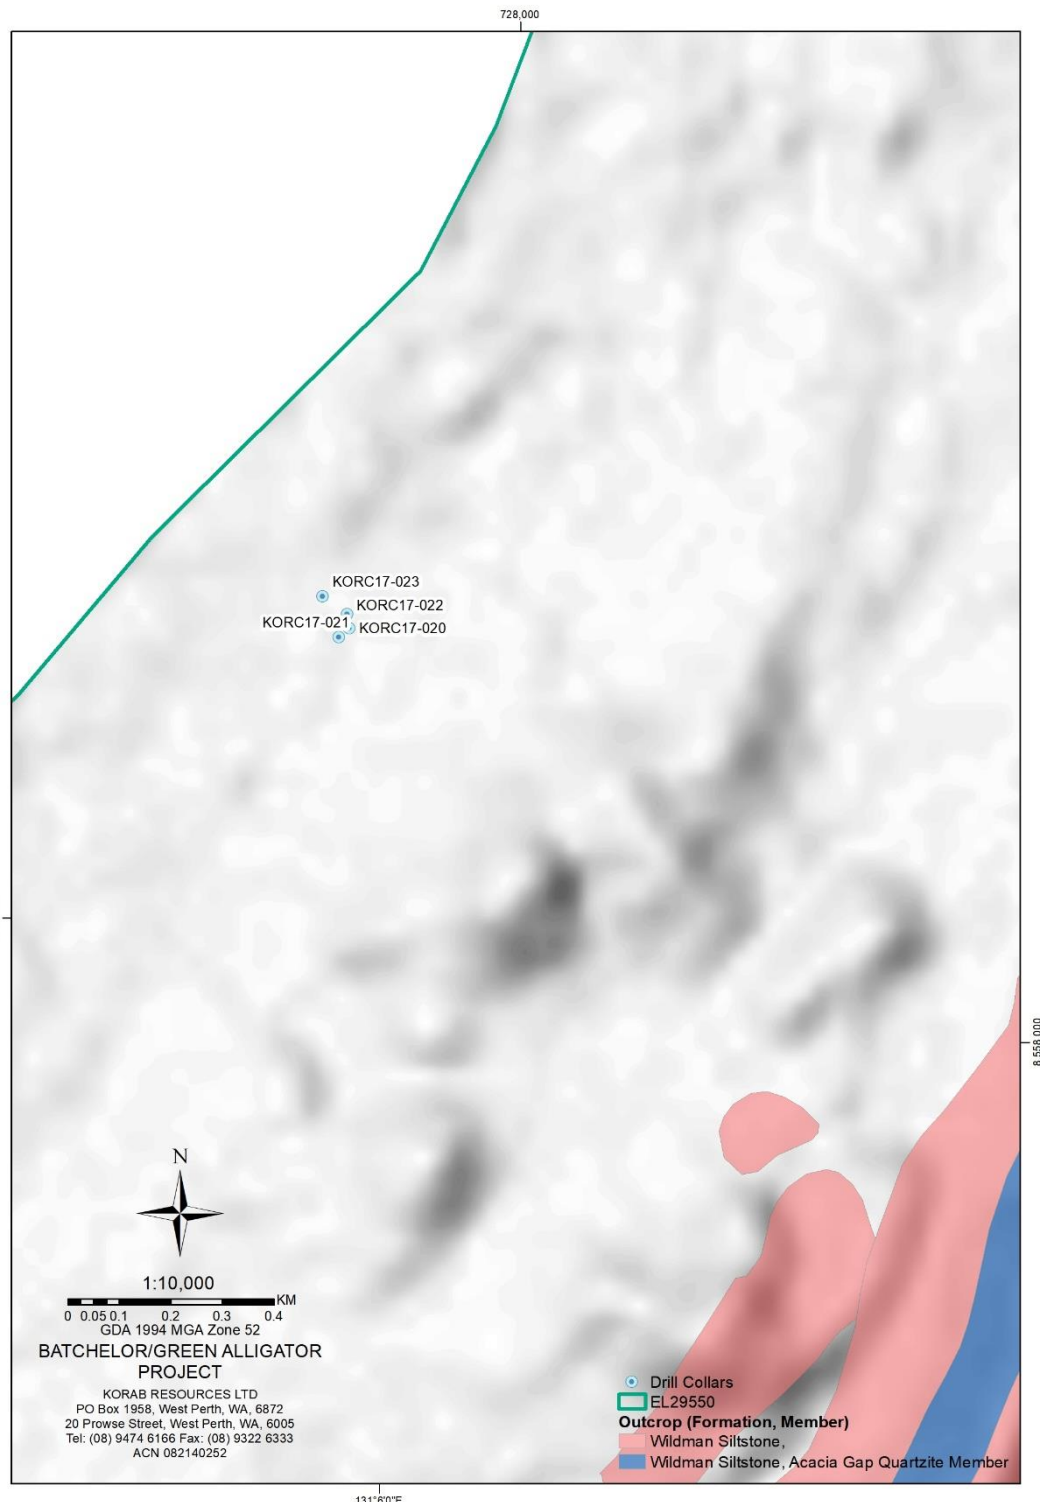 728,000
KORC17-023
KORC17-022
KORC17-021
KORC17-020
8,558,000
N
1:10,000
KM
0 0.05 0.1 0.2 0.3 0.4
GDA 1994 MGA Zone 52
BATCHELOR/GREEN ALLIGATOR
PROJECT
KORAB RESOURCES LTD
PO Box 1958, West Perth, WA, 6872
20 Prowse Street, West Perth, WA, 6005
Tel: (08) 9474 6166 Fax: (08) 9322 6333
ACN 082140252
Drill Collars
EL29550
Outcrop (Formation, Member)
Wildman Siltstone,
Wildman Siltstone, Acacia Gap Quartzite Member
131°6'0"E